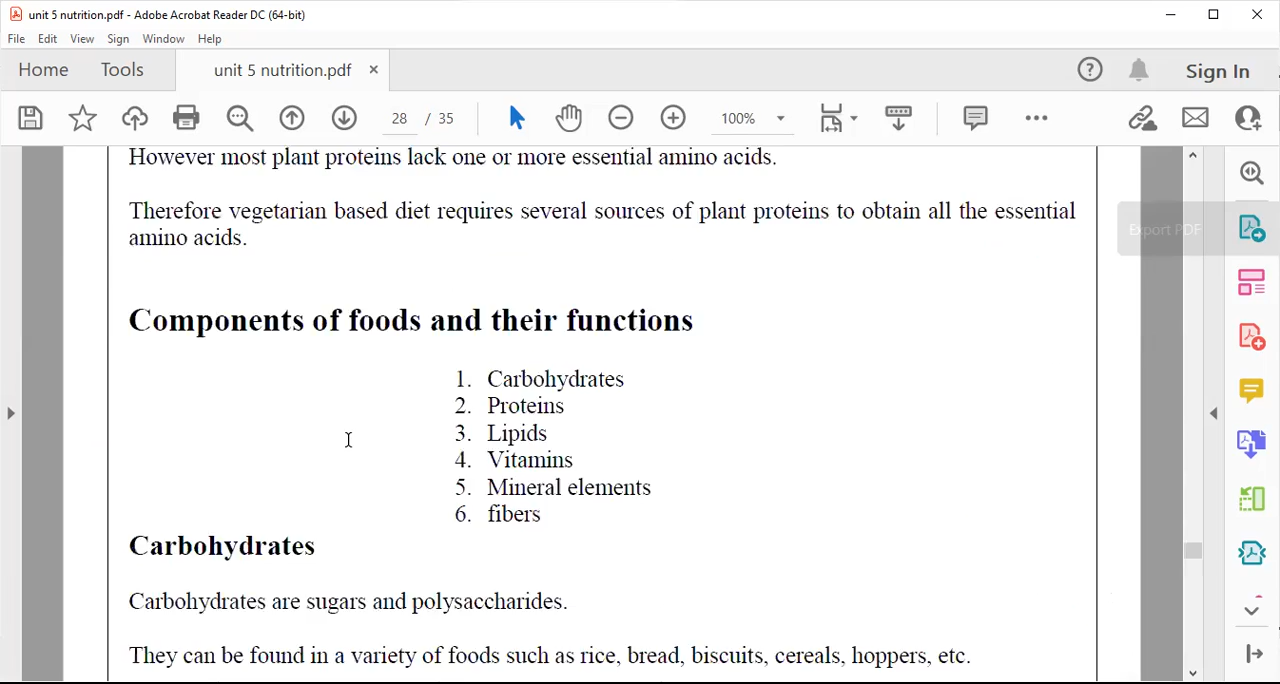 unit 5 nutrition.pdf - Adobe Acrobat Reader DC (64-bit)
File Edit View Sign Window Help
Home Tools unit 5 nutrition.pdf × Sign In
28 / 35 100%
However most plant proteins lack one or more essential amino acids.
Therefore vegetarian based diet requires several sources of plant proteins to obtain all the essential
amino acids.
Export PDF
Components of foods and their functions
1. Carbohydrates
2. Proteins
3. Lipids
4. Vitamins
5. Mineral elements
6. fibers
Carbohydrates
Carbohydrates are sugars and polysaccharides.
They can be found in a variety of foods such as rice, bread, biscuits, cereals, hoppers, etc.